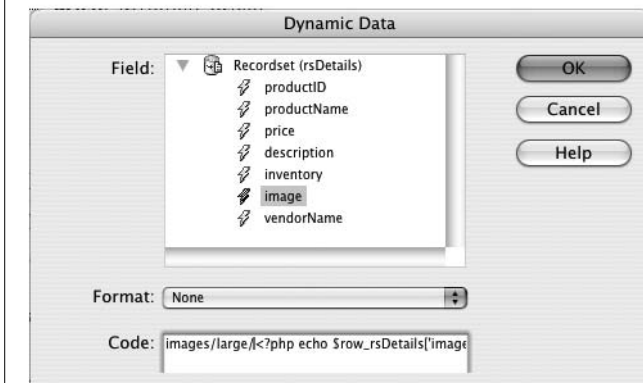 Dynamic Data
Field:
Recordset (rsDetails)
productID
productName
price
description
inventory
image
vendorName
OK
Cancel
Help
Format: None
Code: images/large/<?php echo $row_rsDetails['image